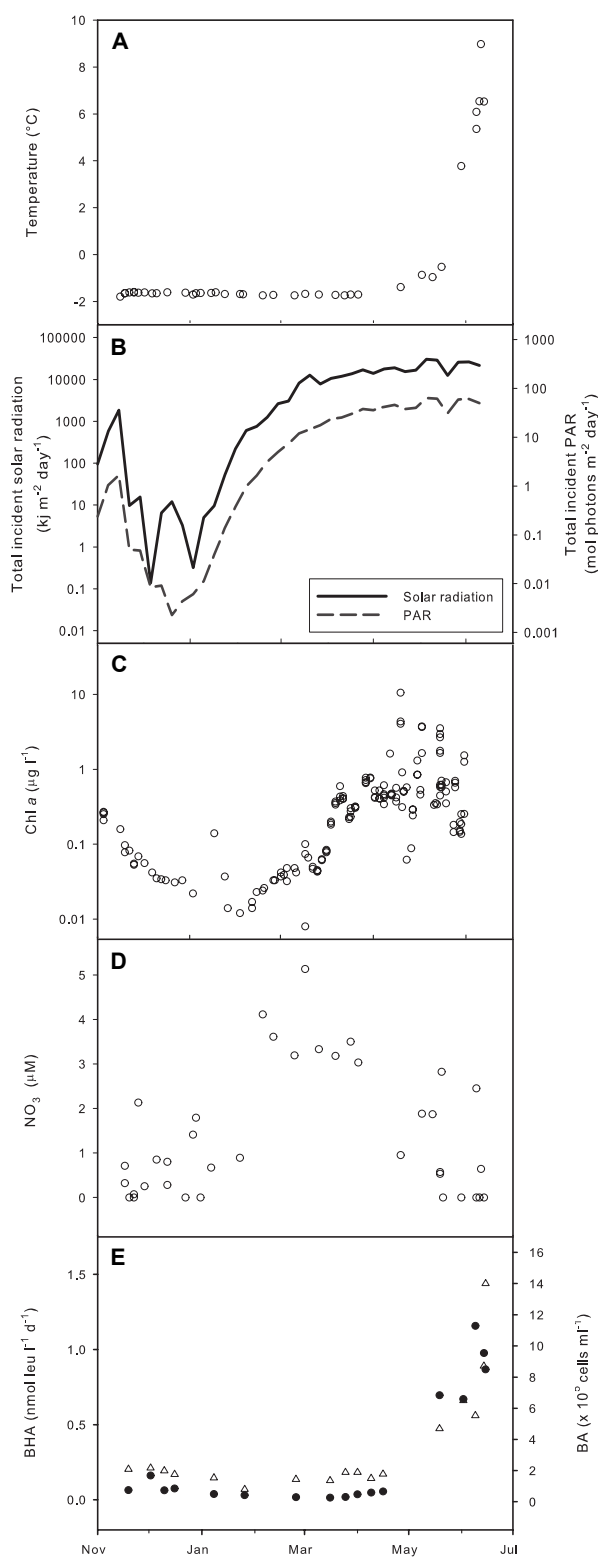 A
Temperature (°C)
10
8
6
4
2
0
-2
B
Total incident solar radiation
(kj m⁻² day⁻¹)
100000
10000
1000
100
10
1
0.1
0.01
Total incident PAR
(mol photons m⁻² day⁻¹)
1000
100
10
1
0.1
0.01
0.001
Solar radiation
PAR
C
Chl a (μg l⁻¹)
10
1
0.1
0.01
D
NO₃ (μM)
5
4
3
2
1
0
E
BHA (nmol leu l⁻¹ d⁻¹)
1.5
1.0
0.5
0.0
BA (x 10⁵ cells ml⁻¹)
16
14
12
10
8
6
4
2
0
Nov Jan Mar May Jul